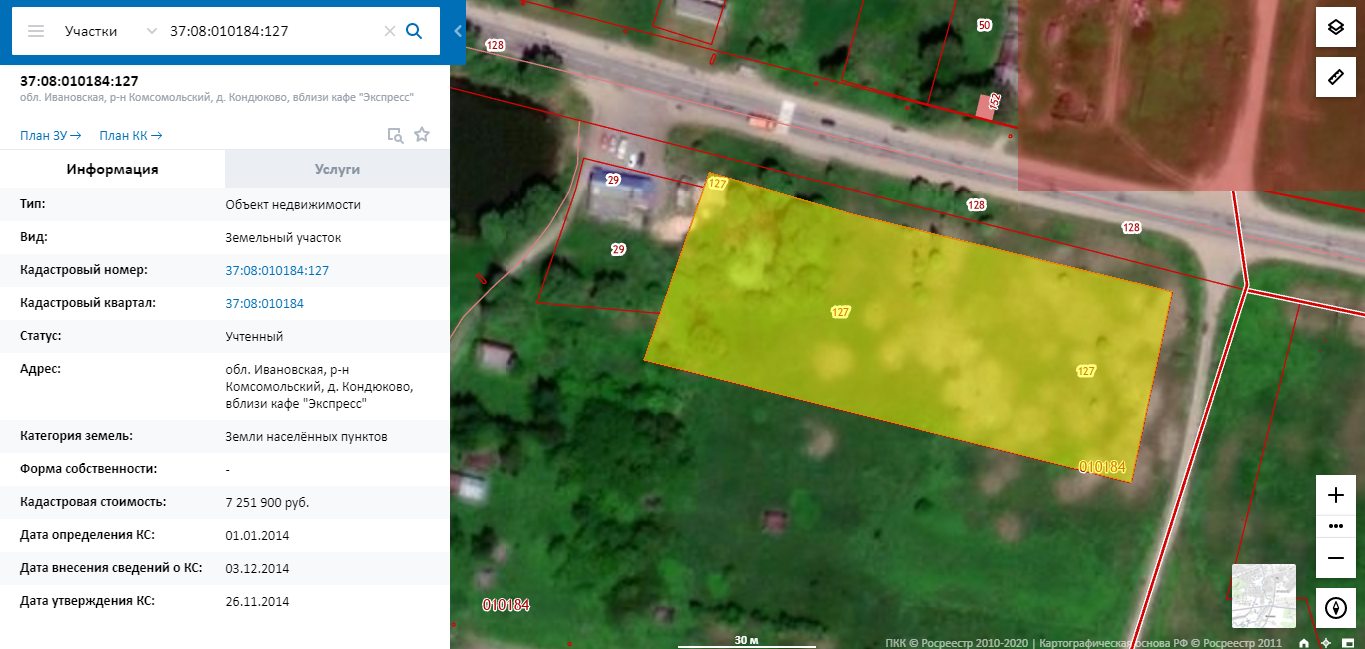 Участки
37:08:010184:127
37:08:010184:127
обл. Ивановская, р-н Комсомольский, д. Кондюково, вблизи кафе "Экспресс"
План ЗУ→
План КК→
Информация
Услуги
Тип:
Объект недвижимости
Вид:
Земельный участок
Кадастровый номер:
37:08:010184:127
Кадастровый квартал:
37:08:010184
Статус:
Учтенный
Адрес:
обл. Ивановская, р-н
Комсомольский, д. Кондюково,
вблизи кафе "Экспресс"
Категория земель:
Земли населённых пунктов
Форма собственности:
-
Кадастровая стоимость:
7 251 900 руб.
Дата определения КС:
01.01.2014
Дата внесения сведений о КС:
03.12.2014
Дата утверждения КС:
26.11.2014
128
50
152
29
127
128
128
29
127
127
010184
010184
30 м
ПКК © Росреестр 2010-2020 | Картографическая основа РФ © Росреестр 2011